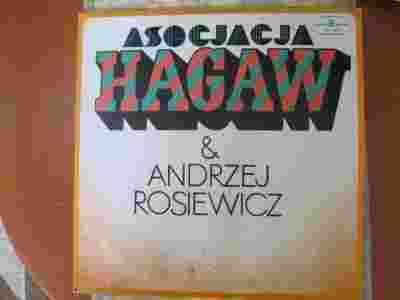 ASOCJACJA
HAGAW
&
ANDRZEJ
ROSIEWICZ